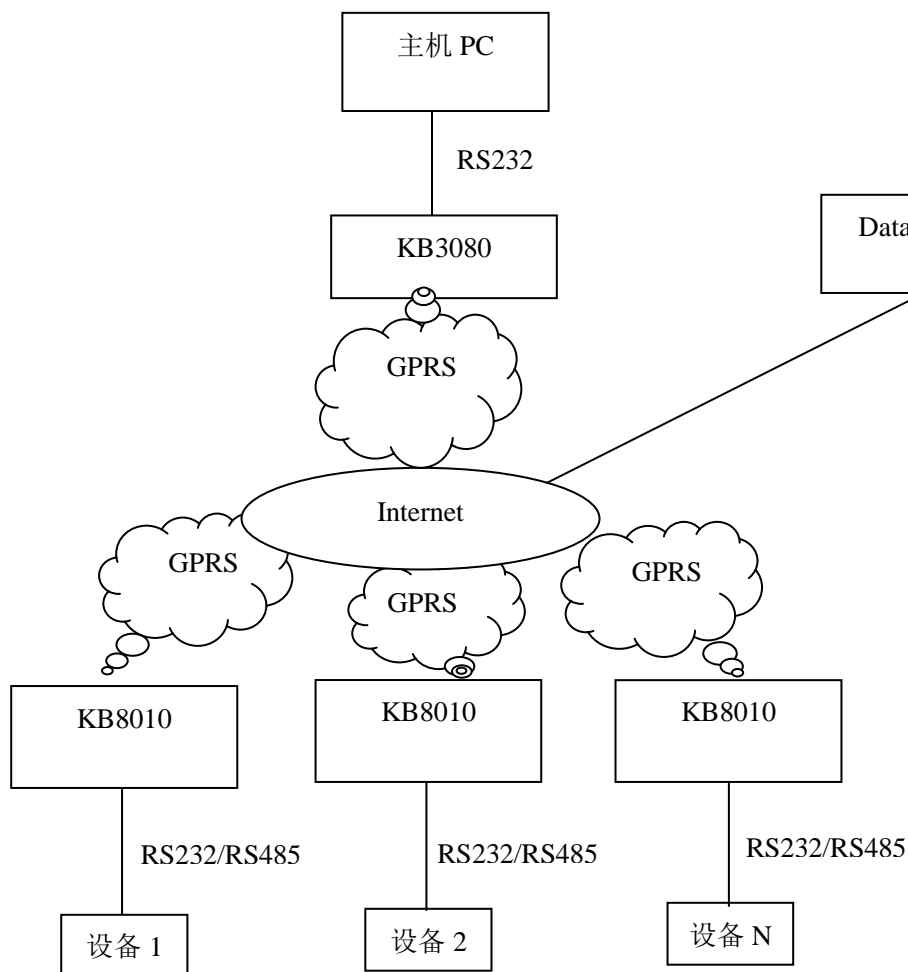 主机 PC
RS232
KB3080
Data
GPRS
Internet
GPRS
GPRS
GPRS
KB8010
KB8010
KB8010
RS232/RS485
RS232/RS485
RS232/RS485
设备 1
设备 2
设备 N